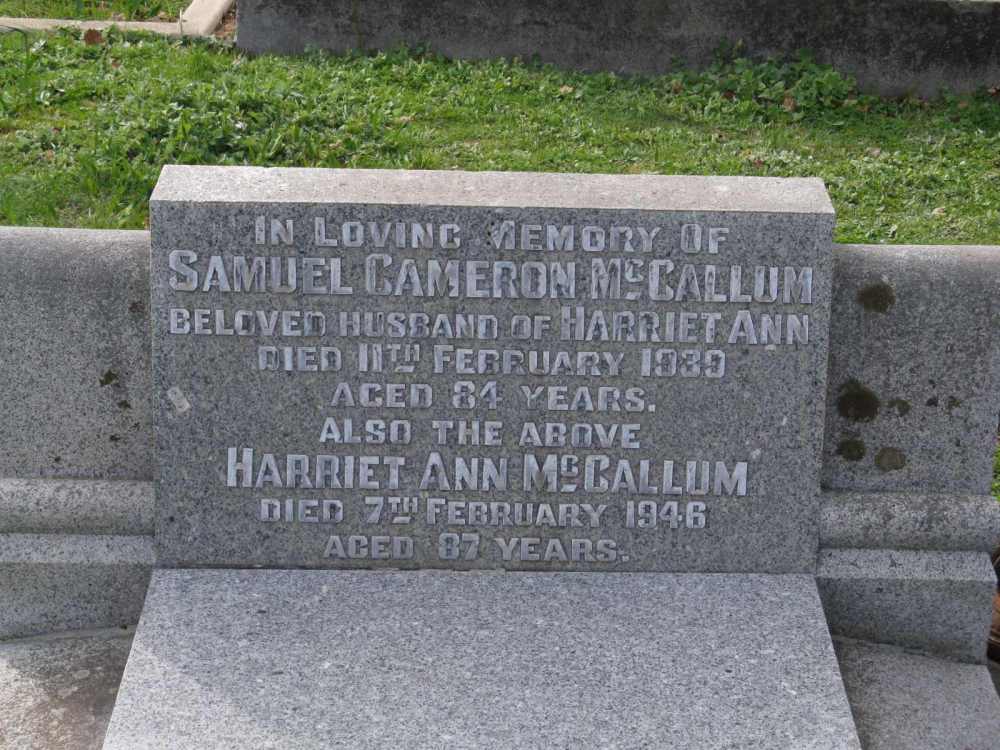 IN LOVING MEMORY OF
SAMUEL CAMERON McCALLUM
BELOVED HUSBAND OF HARRIET ANN
DIED 11TH FEBRUARY 1939
AGED 84 YEARS.
ALSO THE ABOVE
HARRIET ANN McCALLUM
DIED 7TH FEBRUARY 1946
AGED 87 YEARS.